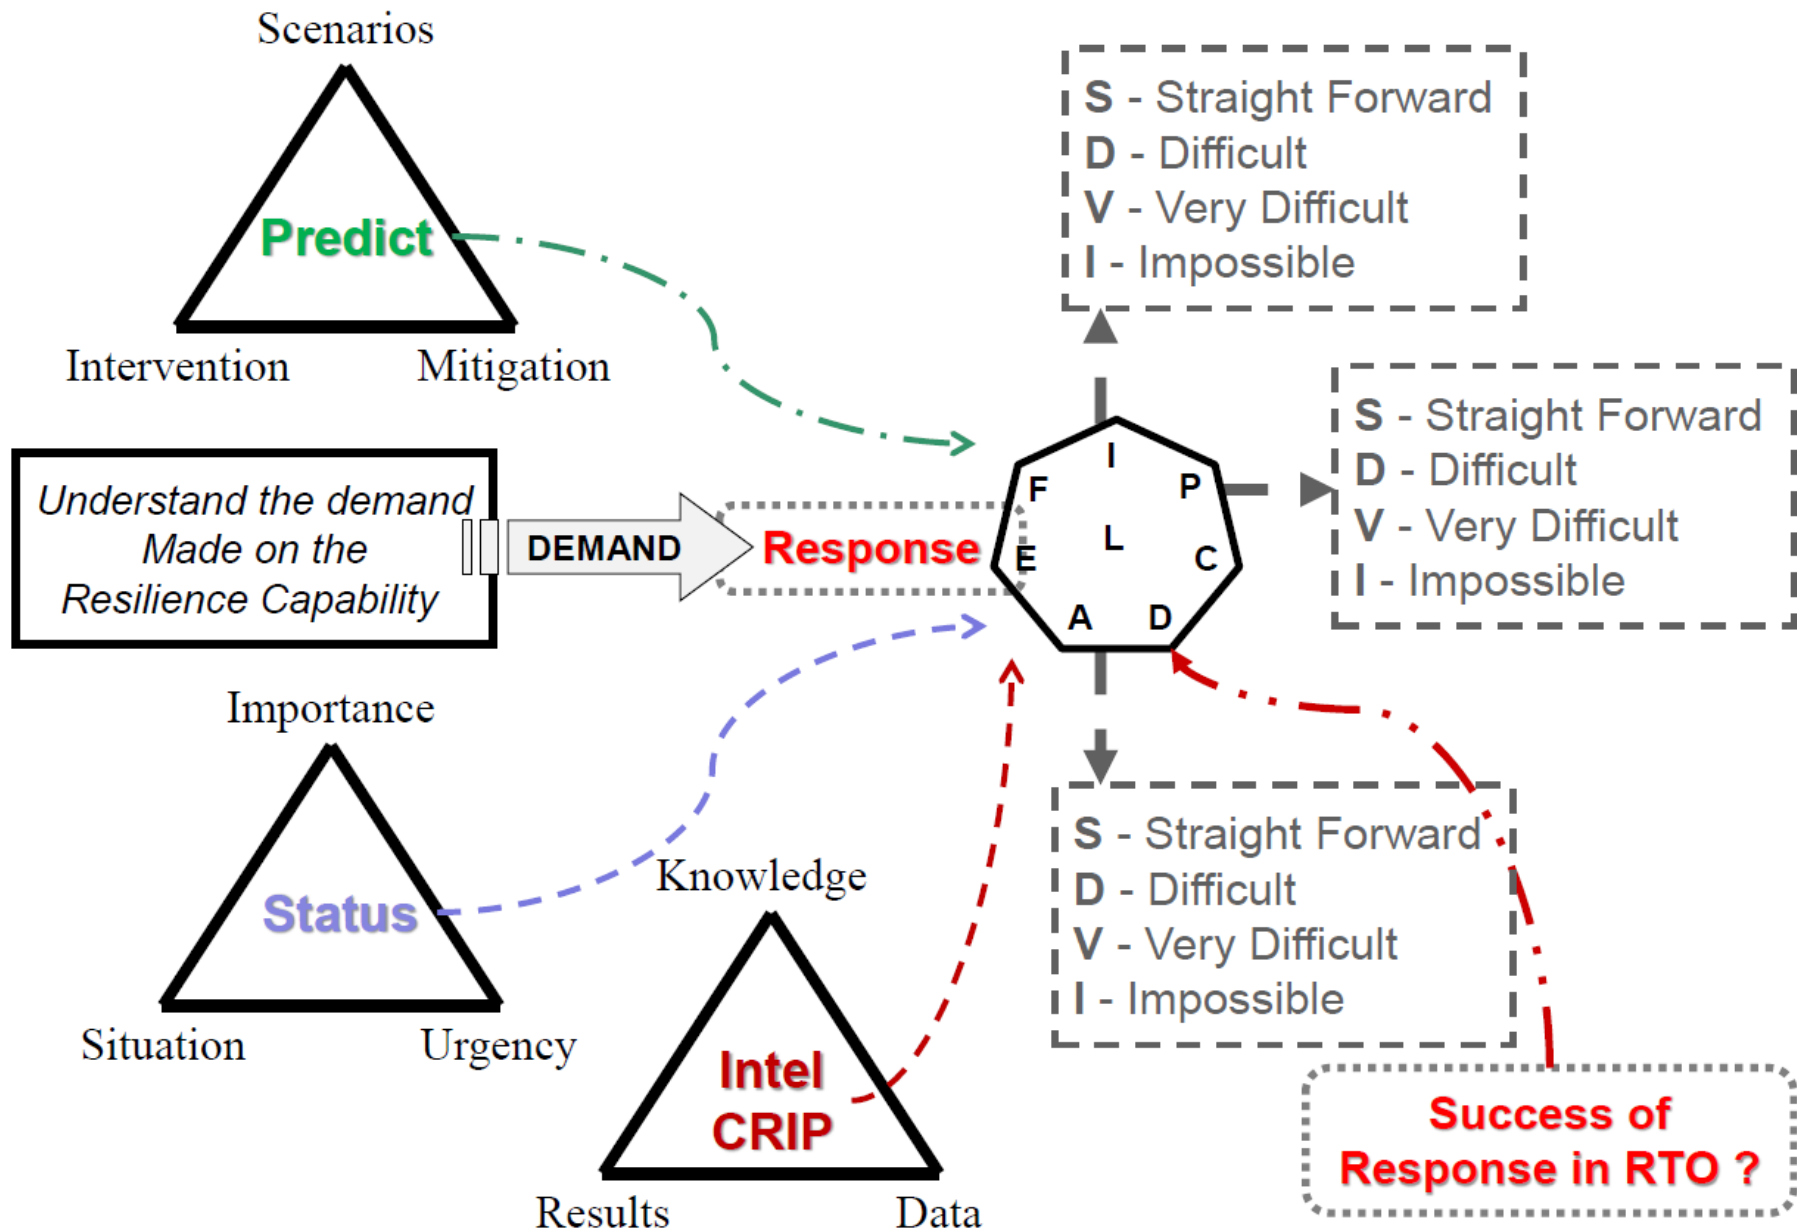 Scenarios
Predict
Intervention
Mitigation
S - Straight Forward
D - Difficult
V - Very Difficult
I - Impossible
Understand the demand
Made on the
Resilience Capability
DEMAND
Response
I
F
P
L
E
C
A
D
S - Straight Forward
D - Difficult
V - Very Difficult
I - Impossible
Importance
Status
Situation
Urgency
Knowledge
Intel
CRIP
Results
Data
S - Straight Forward
D - Difficult
V - Very Difficult
I - Impossible
Success of
Response in RTO ?